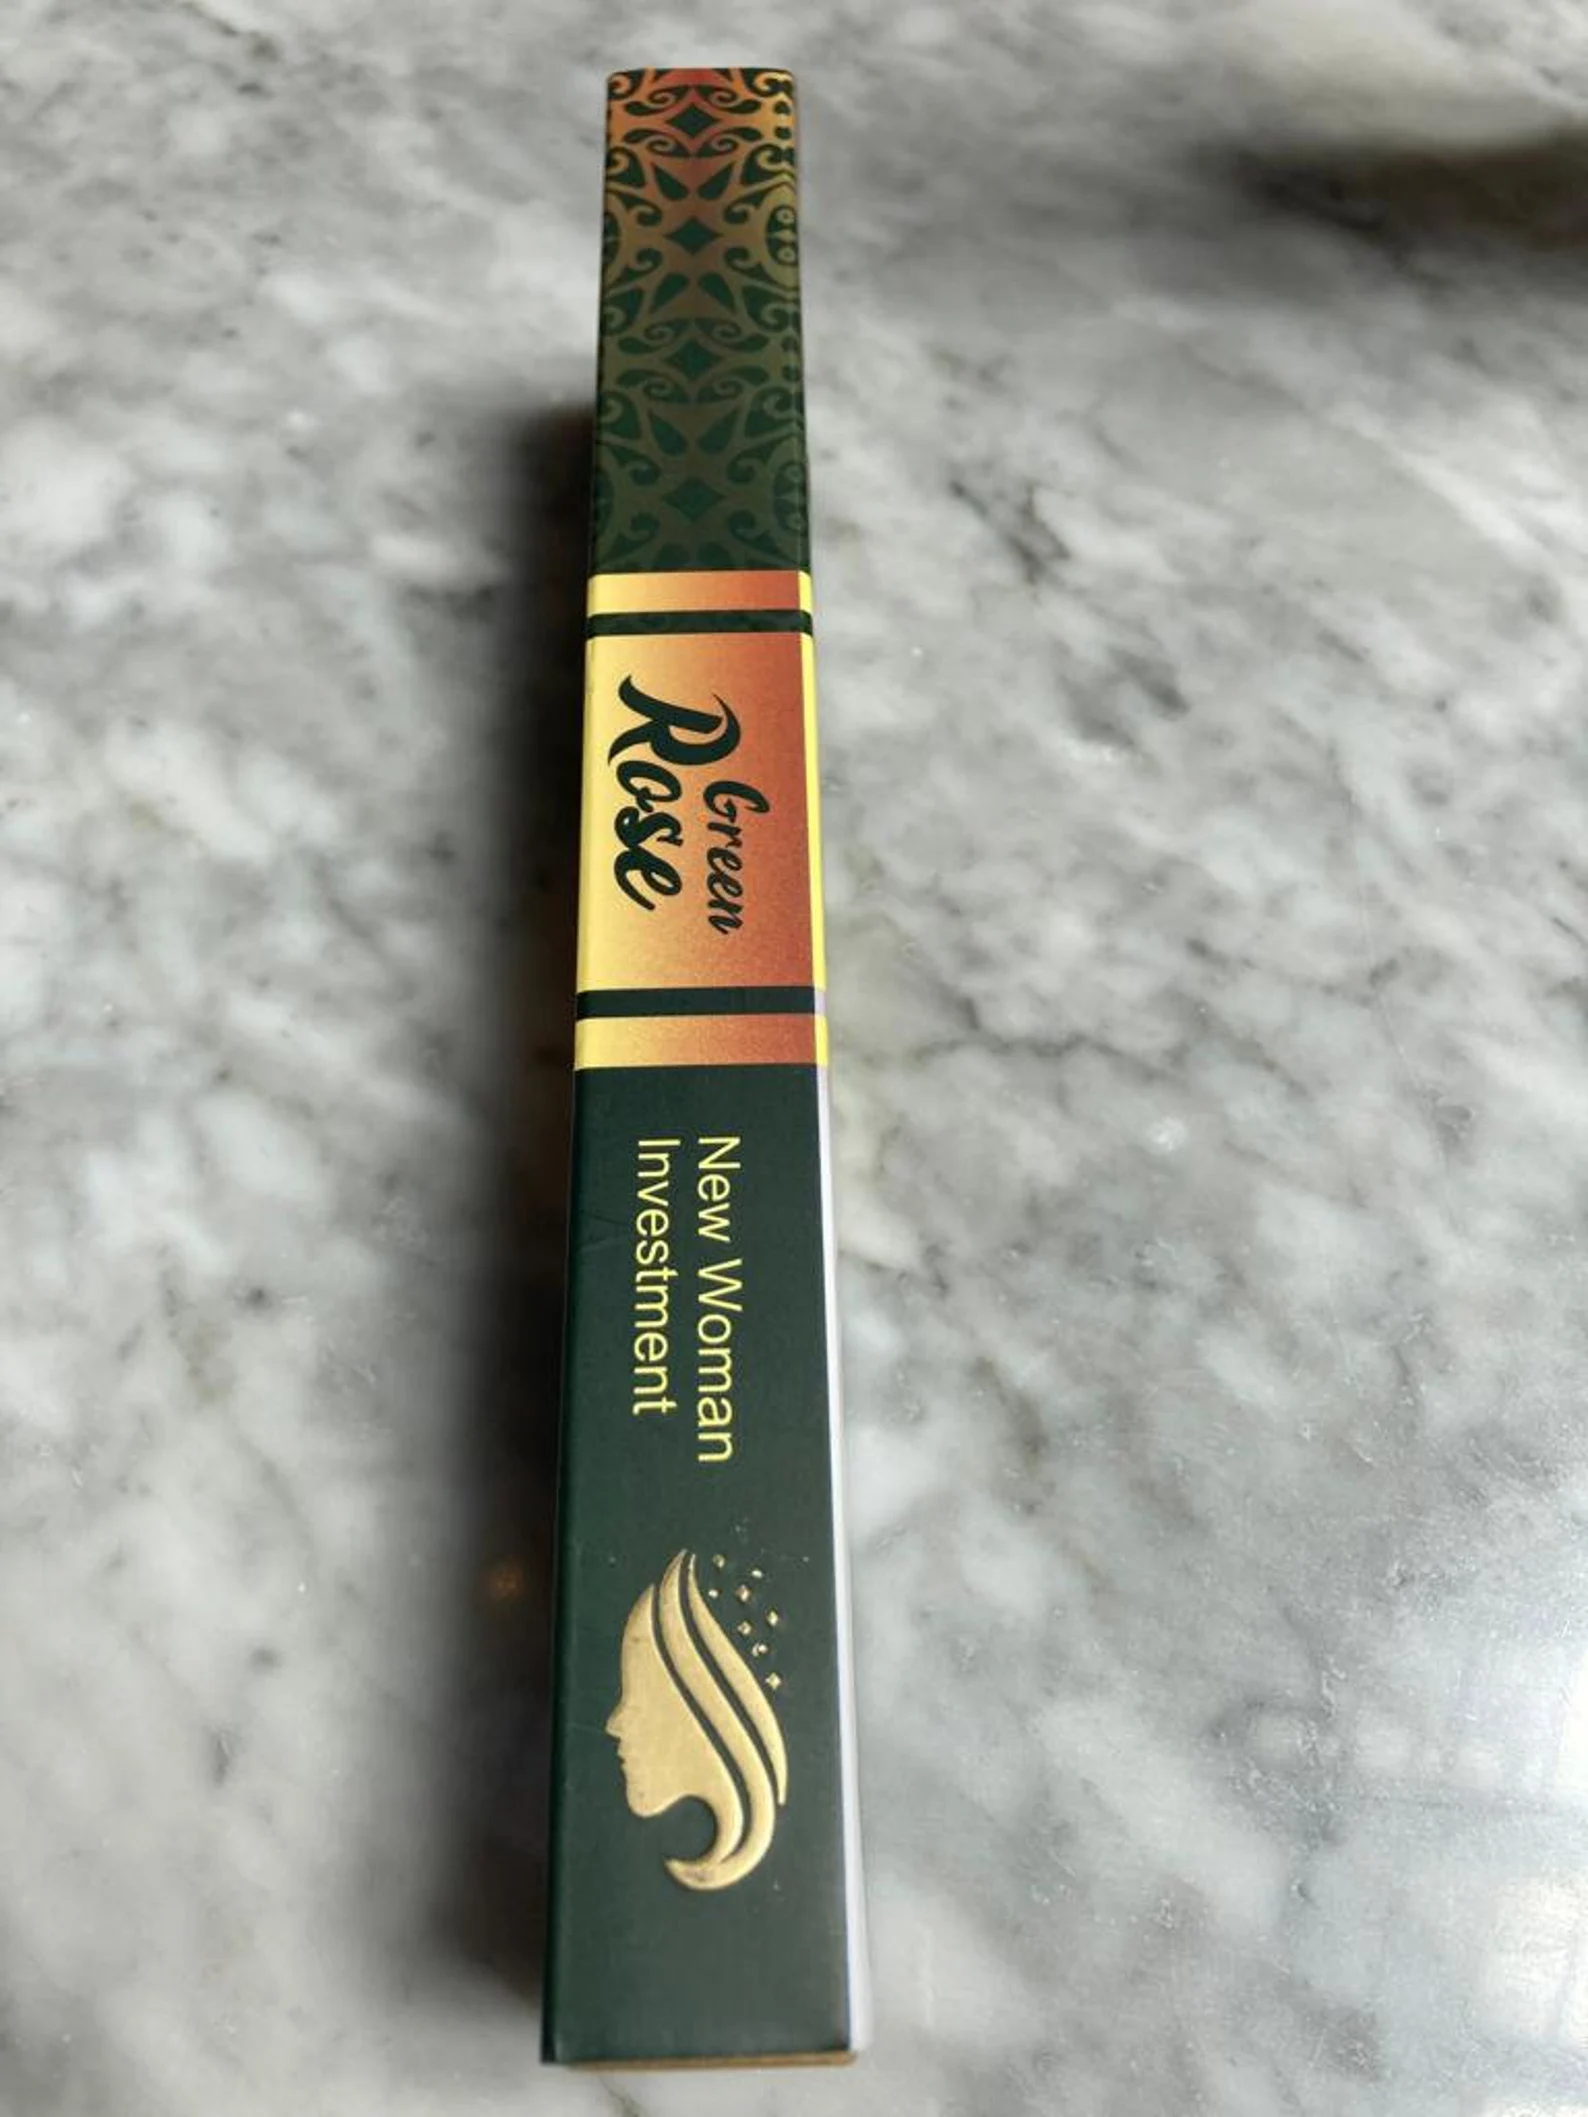 Green
Rose
New Woman
Investment